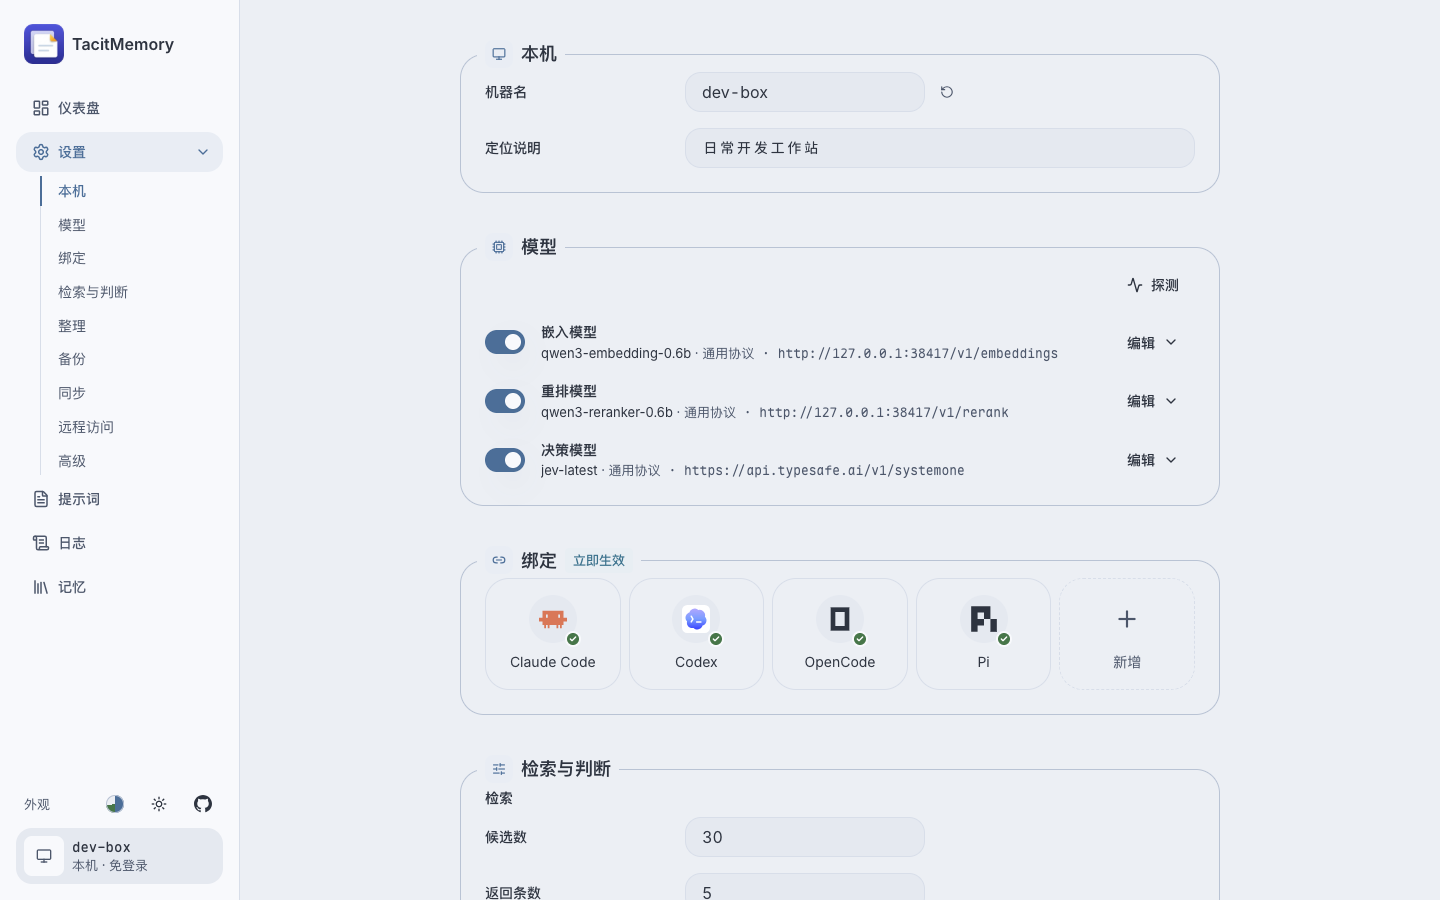 TacitMemory
仪表盘
设置
本机
模型
绑定
检索与判断
整理
备份
同步
远程访问
高级
提示词
日志
记忆
外观
dev-box
本机 · 免登录
本机
机器名
dev-box
定位说明
日常开发工作站
模型
探测
嵌入模型
qwen3-embedding-0.6b · 通用协议 · http://127.0.0.1:38417/v1/embeddings
编辑
重排模型
qwen3-reranker-0.6b · 通用协议 · http://127.0.0.1:38417/v1/rerank
编辑
决策模型
jev-latest · 通用协议 · https://api.typesafe.ai/v1/systemone
编辑
绑定 立即生效
Claude Code
Codex
OpenCode
Pi
新增
检索与判断
检索
候选数
30
返回条数
5